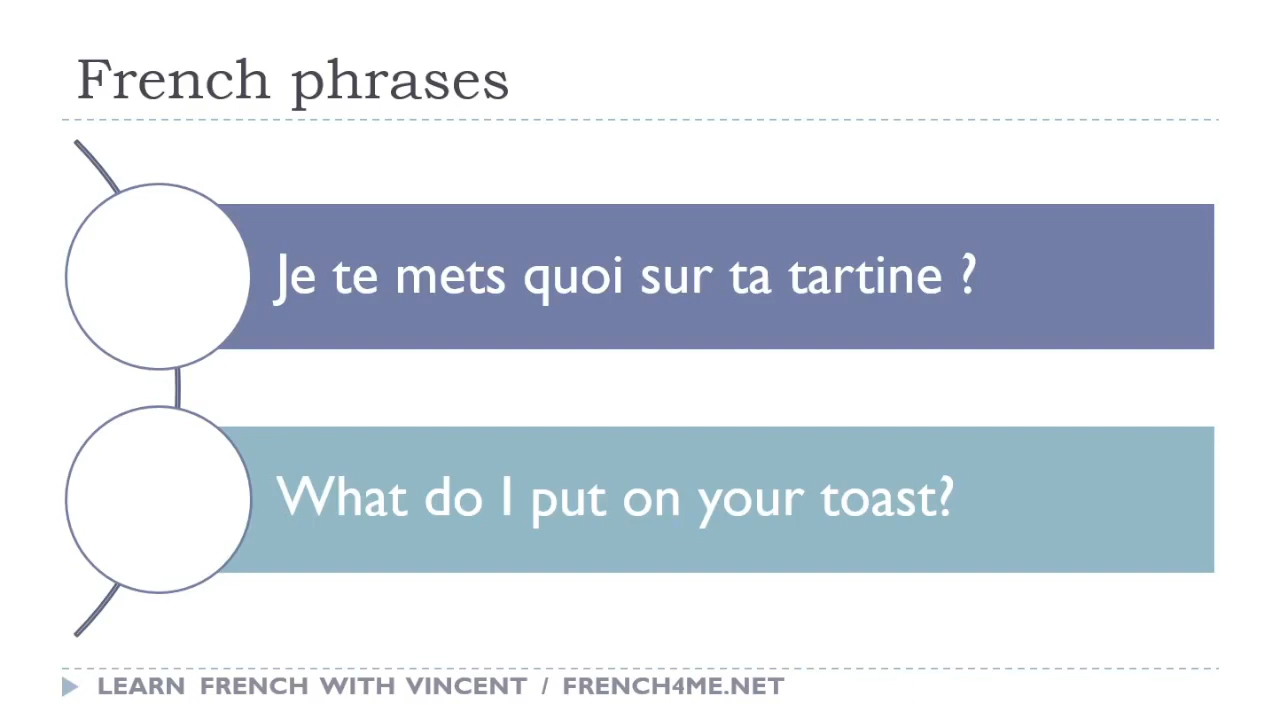 French phrases
Je te mets quoi sur ta tartine ?
What do I put on your toast?
LEARN FRENCH WITH VINCENT / FRENCH4ME.NET